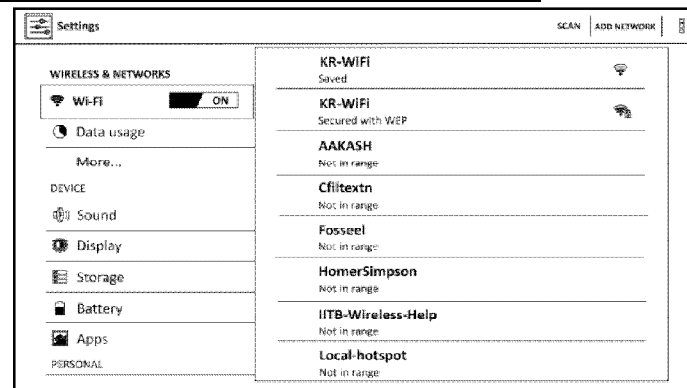 Settings
SCAN
ADD NETWORK
WIRELESS & NETWORKS
Wi-Fi
ON
Data usage
More...
DEVICE
Sound
Display
Storage
Battery
Apps
PERSONAL
KR-WiFi
Saved
KR-WiFi
Secured with WEP
AAKASH
Not in range
Cfiltextn
Not in range
Fosseel
Not in range
HomerSimpson
Not in range
IITB-Wireless-Help
Not in range
Local-hotspot
Not in range